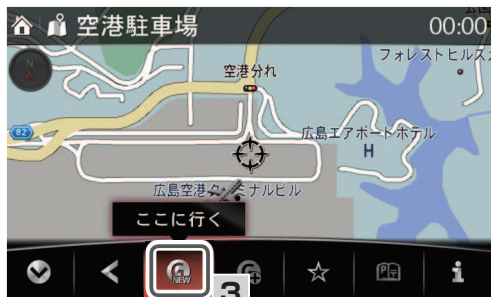 空港駐車場
00:00
フォレストヒルズ
空港分れ
82
広島エアポートホテル
H
広島空港ターミナルビル
ここに行く
G NEW
3
G
P〒
i
N